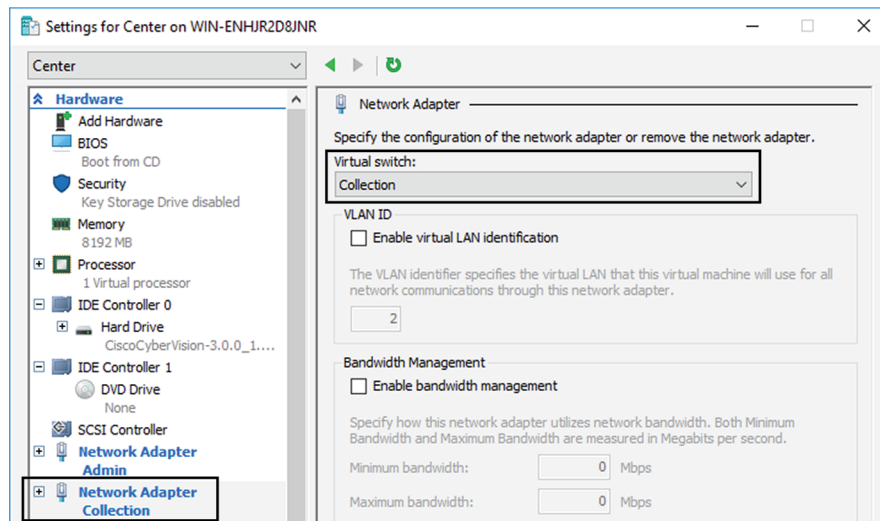 Settings for Center on WIN-ENHJR2D8JNR
Center
Hardware
Add Hardware
BIOS
Boot from CD
Security
Key Storage Drive disabled
Memory
8192 MB
Processor
1 Virtual processor
IDE Controller 0
Hard Drive
CiscoCyberVision-3.0.0_1....
IDE Controller 1
DVD Drive
None
SCSI Controller
Network Adapter
Admin
Network Adapter
Collection
Network Adapter
Specify the configuration of the network adapter or remove the network adapter.
Virtual switch:
Collection
VLAN ID
Enable virtual LAN identification
The VLAN identifier specifies the virtual LAN that this virtual machine will use for all
network communications through this network adapter.
2
Bandwidth Management
Enable bandwidth management
Specify how this network adapter utilizes network bandwidth. Both Minimum
Bandwidth and Maximum Bandwidth are measured in Megabits per second.
Minimum bandwidth: 0 Mbps
Maximum bandwidth: 0 Mbps